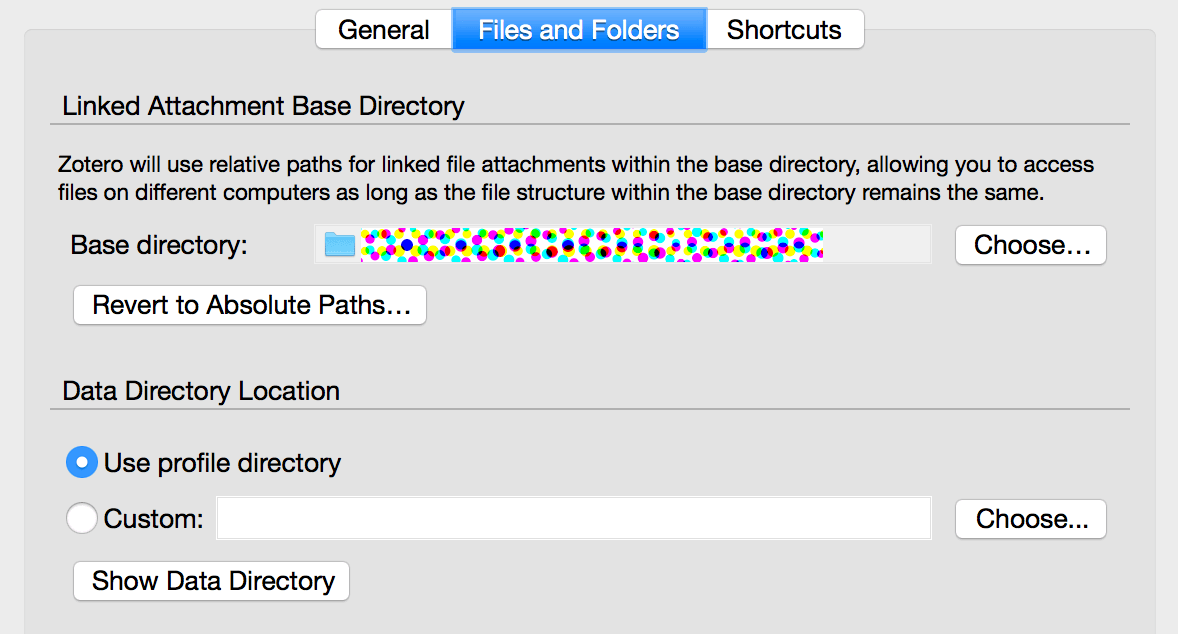 General Files and Folders Shortcuts
Linked Attachment Base Directory
Zotero will use relative paths for linked file attachments within the base directory, allowing you to access
files on different computers as long as the file structure within the base directory remains the same.
Base directory: Choose…
Revert to Absolute Paths…
Data Directory Location
Use profile directory
Custom: Choose...
Show Data Directory